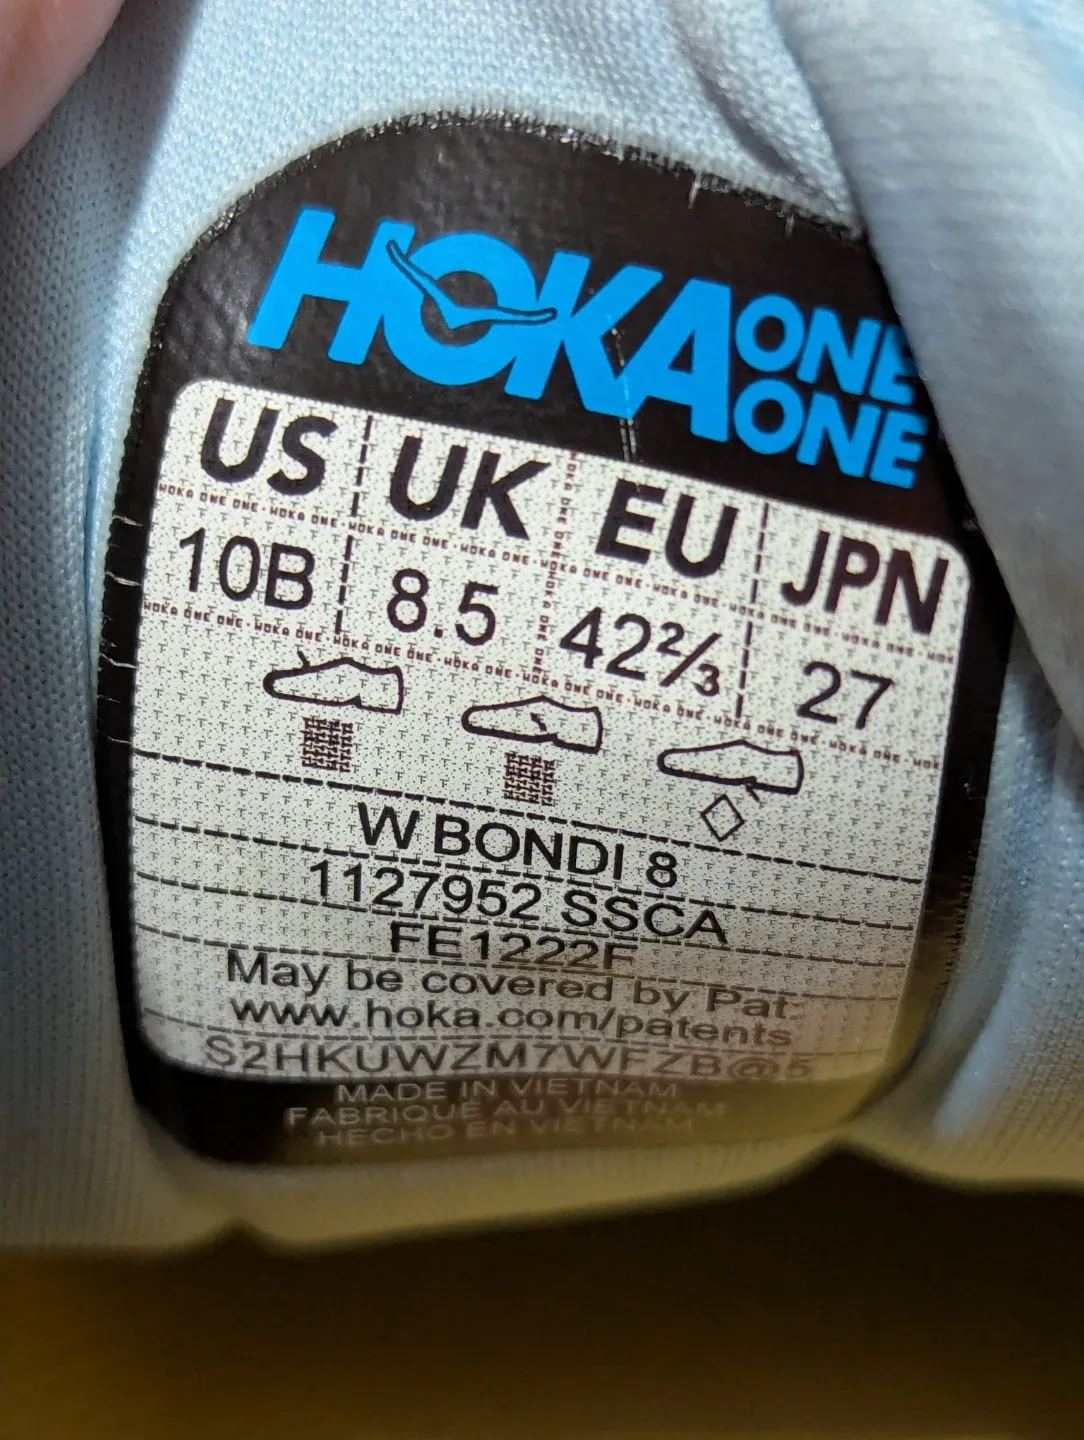 HOKA ONE ONE
US UK EU JPN
10B 8.5 42⅔ 27
W BONDI 8
1127952 SSCA
FE1222F
May be covered by Pat.
www.hoka.com/patents
S2HKUWZM7WFZB@5
MADE IN VIETNAM
FABRIQUÉ AU VIETNAM
HECHO EN VIETNAM